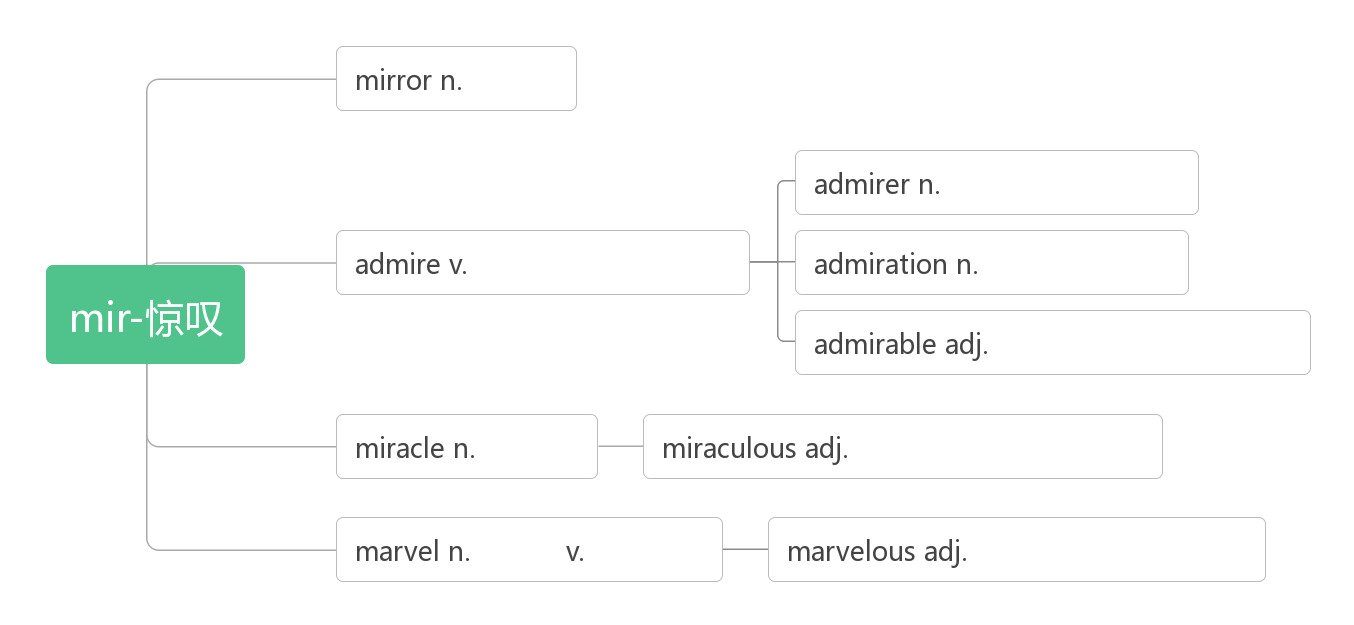 mir-惊叹
mirror n.
admire v.
admirer n.
admiration n.
admirable adj.
miracle n.
miraculous adj.
marvel n. v.
marvelous adj.